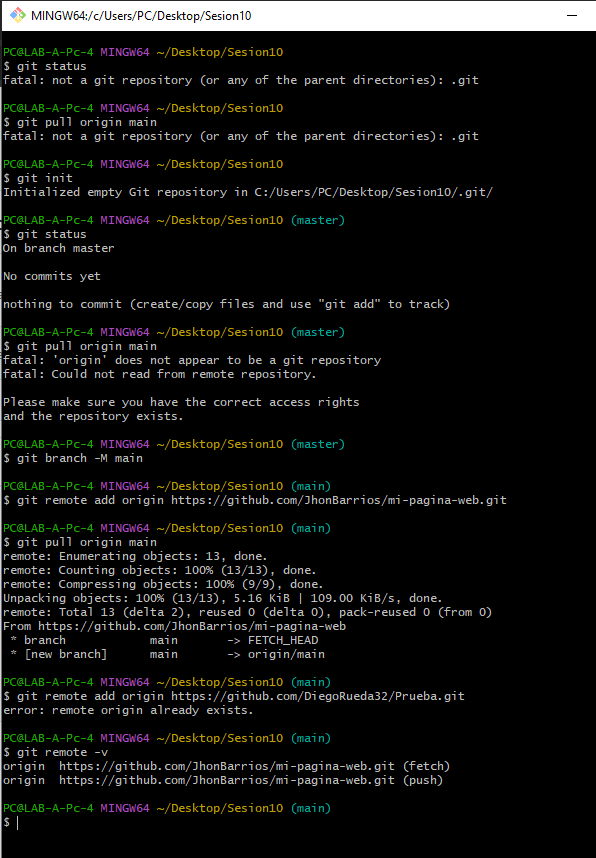 MINGW64:/c/Users/PC/Desktop/Sesion10
PC@LAB-A-Pc-4 MINGW64 ~/Desktop/Sesion10
$ git status
fatal: not a git repository (or any of the parent directories): .git
PC@LAB-A-Pc-4 MINGW64 ~/Desktop/Sesion10
$ git pull origin main
fatal: not a git repository (or any of the parent directories): .git
PC@LAB-A-Pc-4 MINGW64 ~/Desktop/Sesion10
$ git init
Initialized empty Git repository in C:/Users/PC/Desktop/Sesion10/.git/
PC@LAB-A-Pc-4 MINGW64 ~/Desktop/Sesion10 (master)
$ git status
On branch master
No commits yet
nothing to commit (create/copy files and use "git add" to track)
PC@LAB-A-Pc-4 MINGW64 ~/Desktop/Sesion10 (master)
$ git pull origin main
fatal: 'origin' does not appear to be a git repository
fatal: Could not read from remote repository.
Please make sure you have the correct access rights
and the repository exists.
PC@LAB-A-Pc-4 MINGW64 ~/Desktop/Sesion10 (master)
$ git branch -M main
PC@LAB-A-Pc-4 MINGW64 ~/Desktop/Sesion10 (main)
$ git remote add origin https://github.com/JhonBarrios/mi-pagina-web.git
PC@LAB-A-Pc-4 MINGW64 ~/Desktop/Sesion10 (main)
$ git pull origin main
remote: Enumerating objects: 13, done.
remote: Counting objects: 100% (13/13), done.
remote: Compressing objects: 100% (9/9), done.
Unpacking objects: 100% (13/13), 5.16 KiB | 109.00 KiB/s, done.
remote: Total 13 (delta 2), reused 0 (delta 0), pack-reused 0 (from 0)
From https://github.com/JhonBarrios/mi-pagina-web
 * branch            main       -> FETCH_HEAD
 * [new branch]      main       -> origin/main
PC@LAB-A-Pc-4 MINGW64 ~/Desktop/Sesion10 (main)
$ git remote add origin https://github.com/DiegoRueda32/Prueba.git
error: remote origin already exists.
PC@LAB-A-Pc-4 MINGW64 ~/Desktop/Sesion10 (main)
$ git remote -v
origin  https://github.com/JhonBarrios/mi-pagina-web.git (fetch)
origin  https://github.com/JhonBarrios/mi-pagina-web.git (push)
PC@LAB-A-Pc-4 MINGW64 ~/Desktop/Sesion10 (main)
$